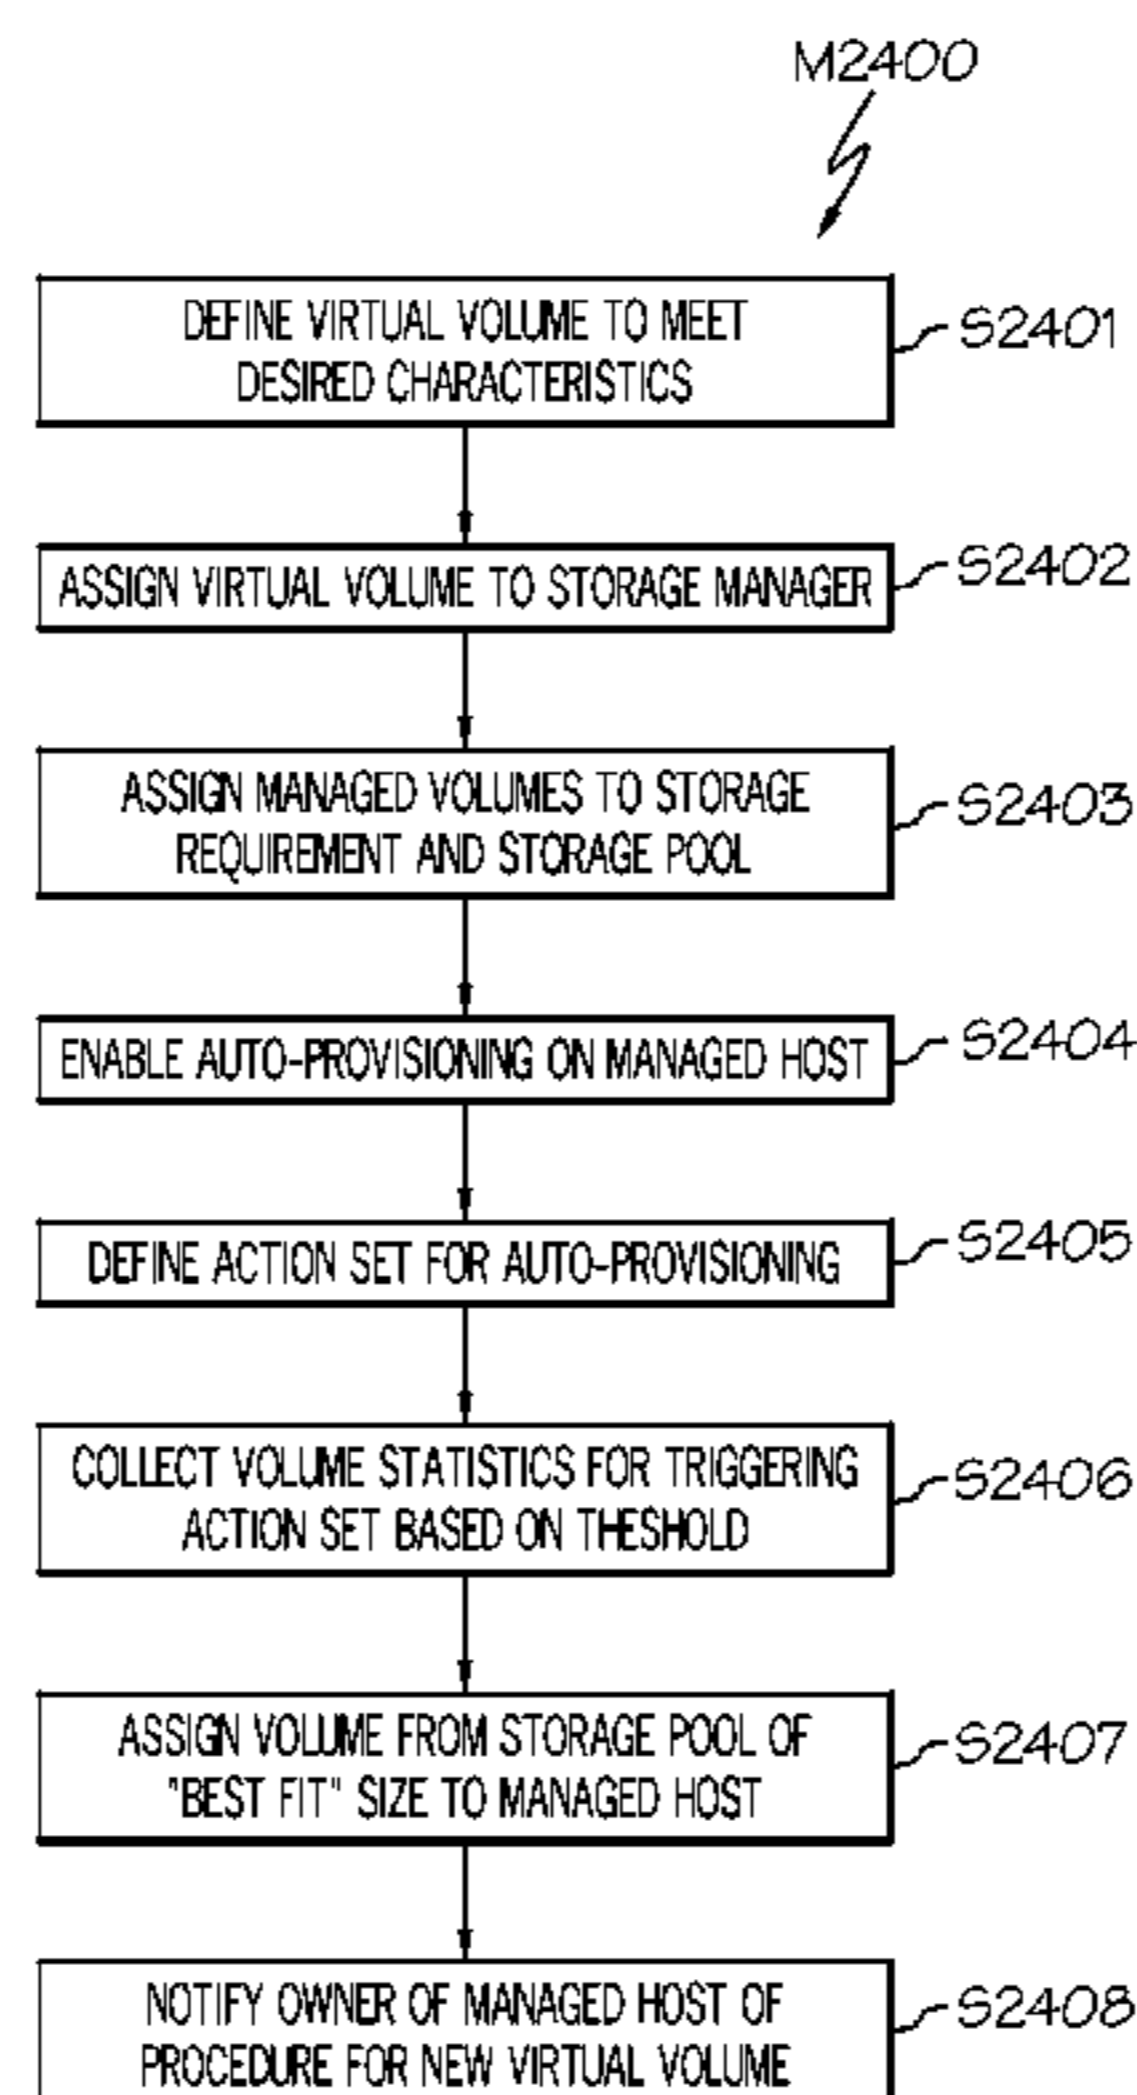 M2400
DEFINE VIRTUAL VOLUME TO MEET
DESIRED CHARACTERISTICS
S2401
ASSIGN VIRTUAL VOLUME TO STORAGE MANAGER
S2402
ASSIGN MANAGED VOLUMES TO STORAGE
REQUIREMENT AND STORAGE POOL
S2403
ENABLE AUTO-PROVISIONING ON MANAGED HOST
S2404
DEFINE ACTION SET FOR AUTO-PROVISIONING
S2405
COLLECT VOLUME STATISTICS FOR TRIGGERING
ACTION SET BASED ON THESHOLD
S2406
ASSIGN VOLUME FROM STORAGE POOL OF
"BEST FIT" SIZE TO MANAGED HOST
S2407
NOTIFY OWNER OF MANAGED HOST OF
PROCEDURE FOR NEW VIRTUAL VOLUME
S2408